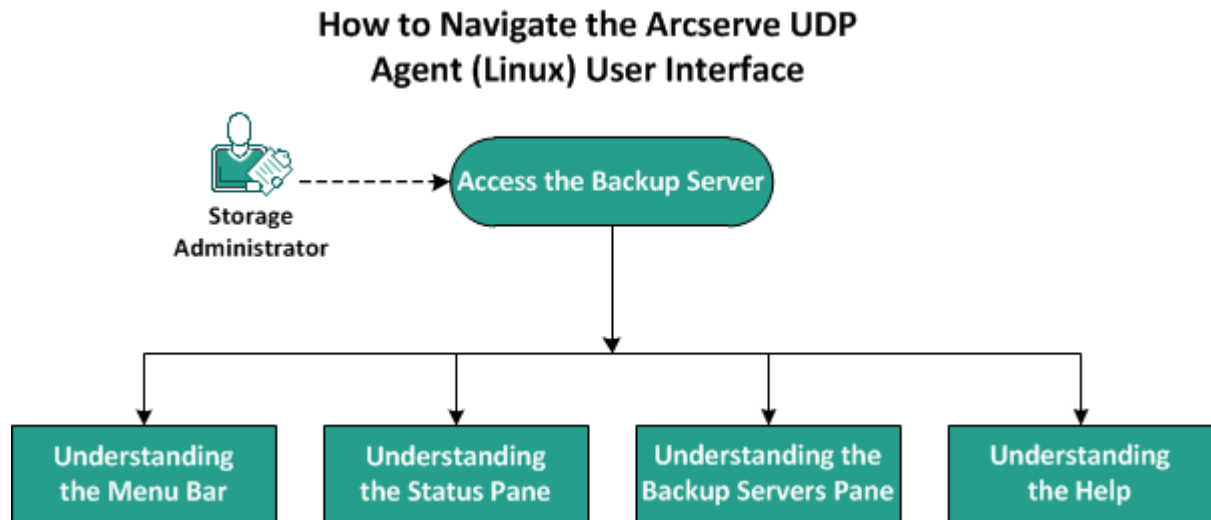 How to Navigate the Arcserve UDP
Agent (Linux) User Interface
Access the Backup Server
Storage
Administrator
Understanding
the Menu Bar
Understanding
the Status Pane
Understanding the
Backup Servers Pane
Understanding
the Help